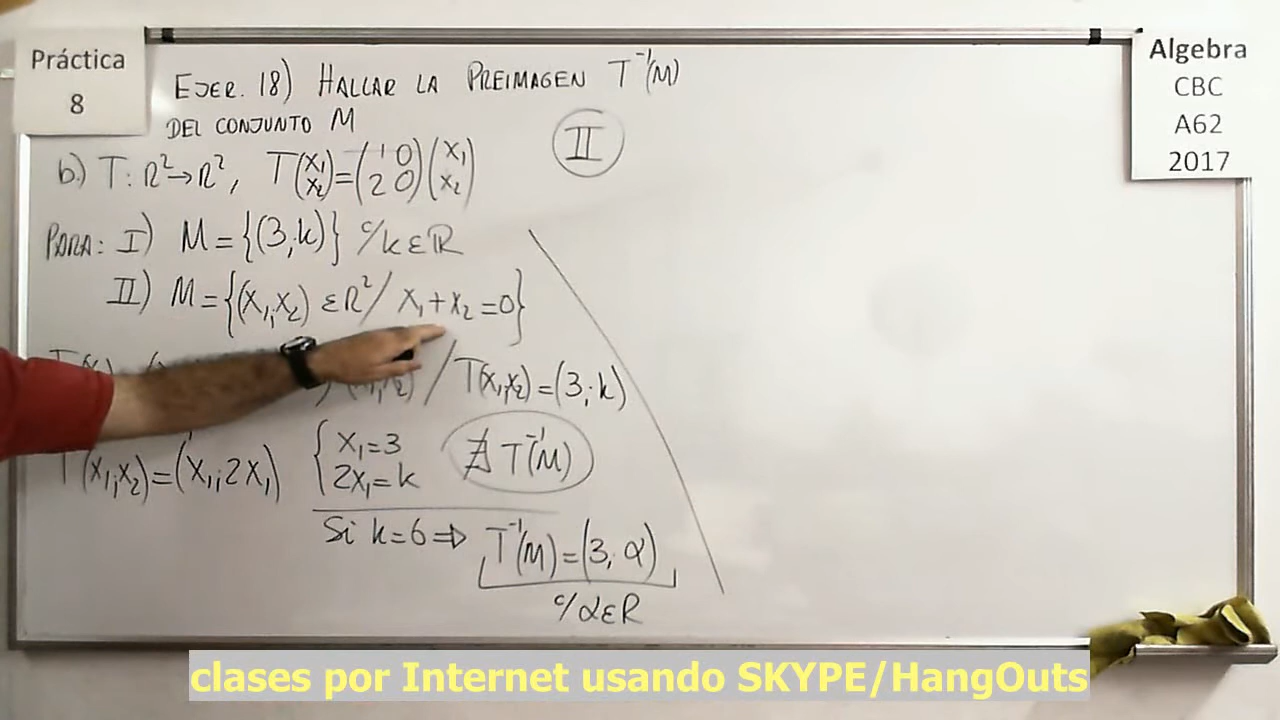 Práctica
8
EJER. 18) HALLAR LA PREIMAGEN T⁻¹(M)
DEL CONJUNTO M
II
b) T: R²→R², T(x₁ x₂)=(1 0 2 0)(x₁ x₂)
PARA: I) M={(3;k)} c/k∈R
II) M={(x₁;x₂) ∈R²/ x₁+x₂=0}
/ T(x₁;x₂)=(3;k)
T(x₁;x₂)=(x₁;2x₁)
{ x₁=3
2x₁=k
∄ T⁻¹(M)
Si k=6 ⇒ T⁻¹(M)=(3;α)
c/α∈R
Algebra
CBC
A62
2017
clases por Internet usando SKYPE/HangOuts